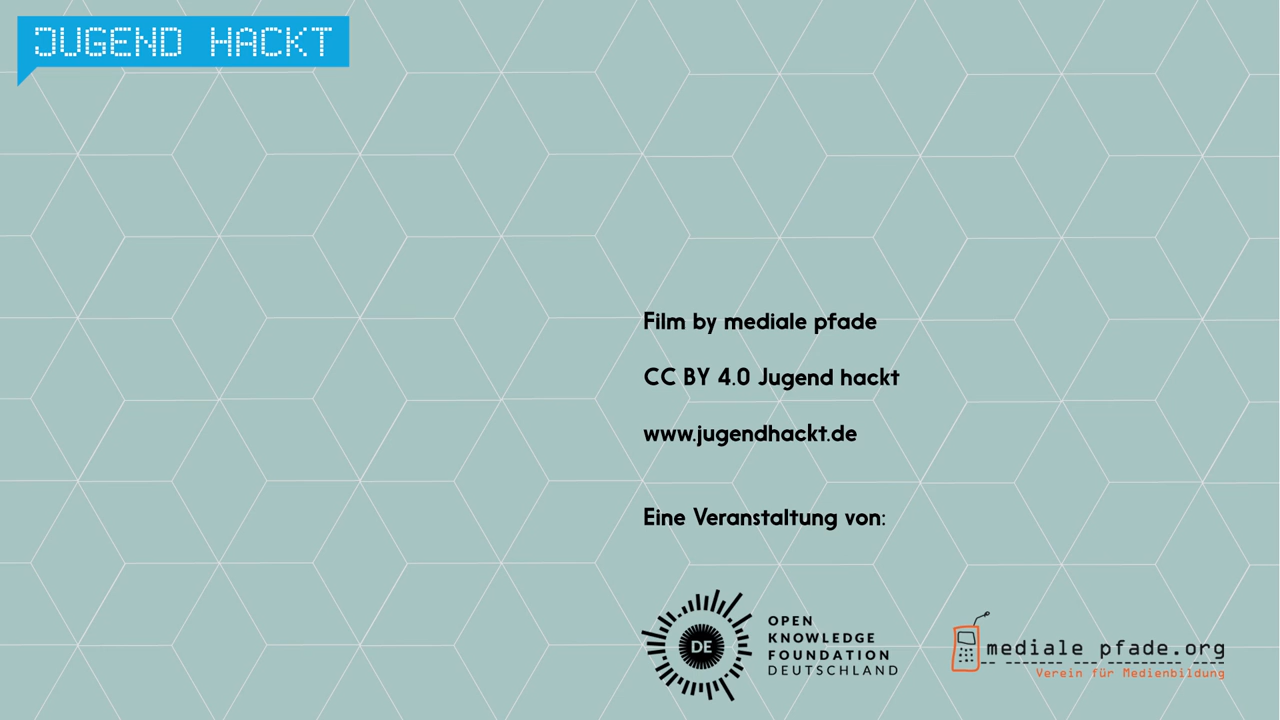 JUGEND HACKT
Film by mediale pfade
CC BY 4.0 Jugend hackt
www.jugendhackt.de
Eine Veranstaltung von:
DE
OPEN
KNOWLEDGE
FOUNDATION
DEUTSCHLAND
mediale pfade.org
Verein für Medienbildung